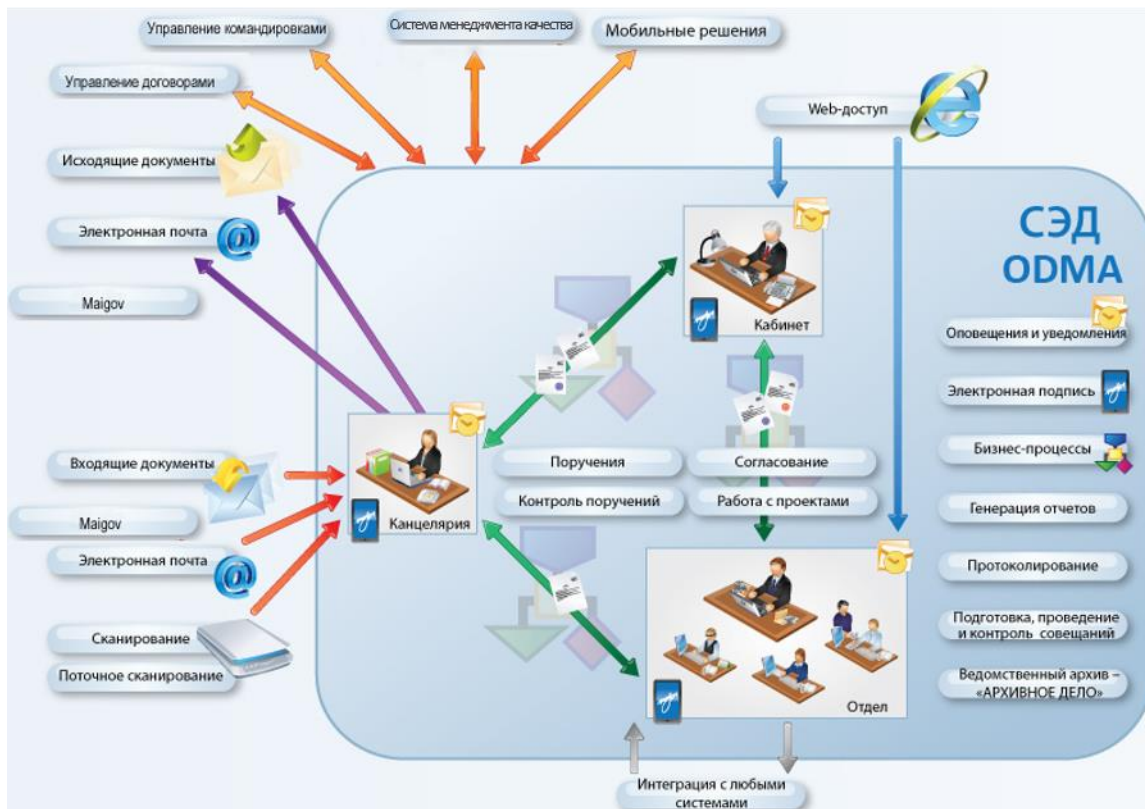 Управление командировками
Система менеджмента качества
Мобильные решения
Управление договорами
Web-доступ
Исходящие документы
Электронная почта
Maigov
СЭД
ODMA
Кабинет
Оповещения и уведомления
Электронная подпись
Бизнес-процессы
Генерация отчетов
Протоколирование
Подготовка, проведение
и контроль совещаний
Ведомственный архив –
«АРХИВНОЕ ДЕЛО»
Входящие документы
Maigov
Электронная почта
Сканирование
Поточное сканирование
Канцелярия
Поручения
Согласование
Контроль поручений
Работа с проектами
Отдел
Интеграция с любыми
системами